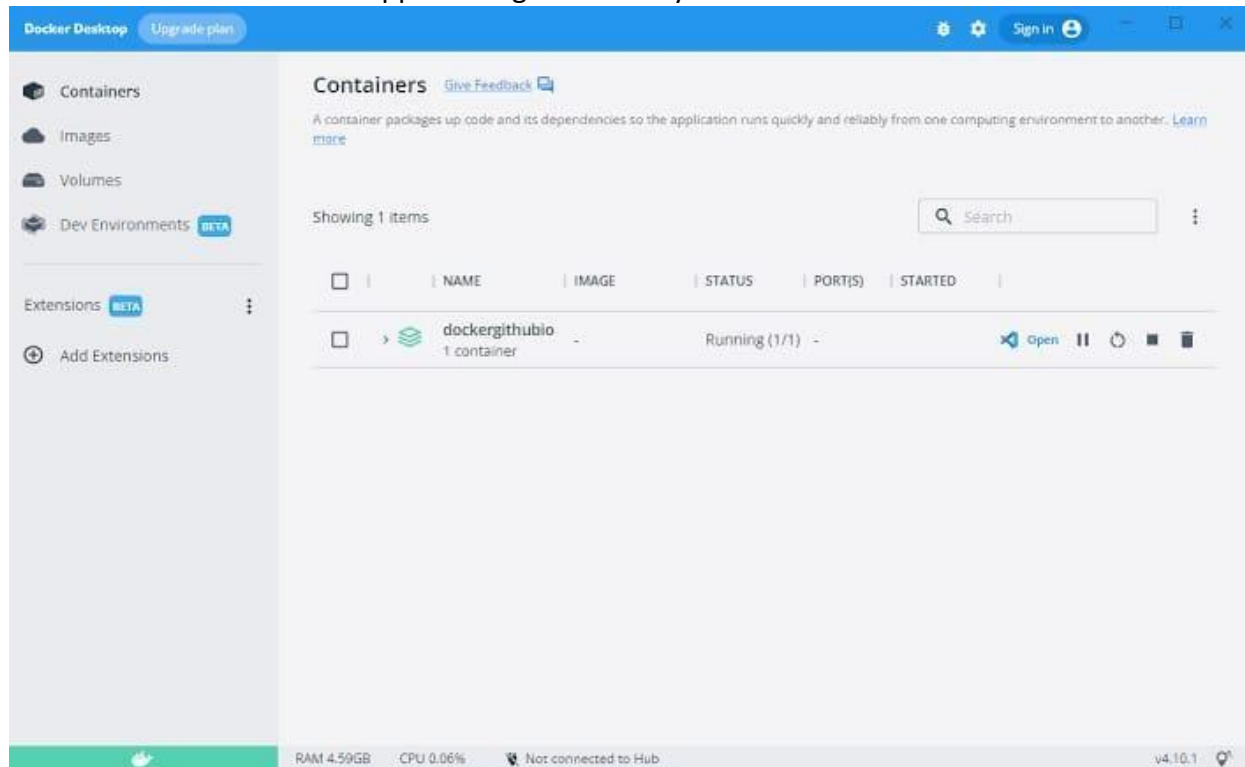 Docker Desktop Upgrade plan Sign in
Containers
Images
Volumes
Dev Environments BETA
Extensions BETA
Add Extensions
Containers Give Feedback
A container packages up code and its dependencies so the application runs quickly and reliably from one computing environment to another. Learn
more
Showing 1 items
Search
NAME IMAGE STATUS PORT(S) STARTED
dockergithubio - Running (1/1) - Open
1 container
RAM 4.59GB CPU 0.06% Not connected to Hub v4.10.1